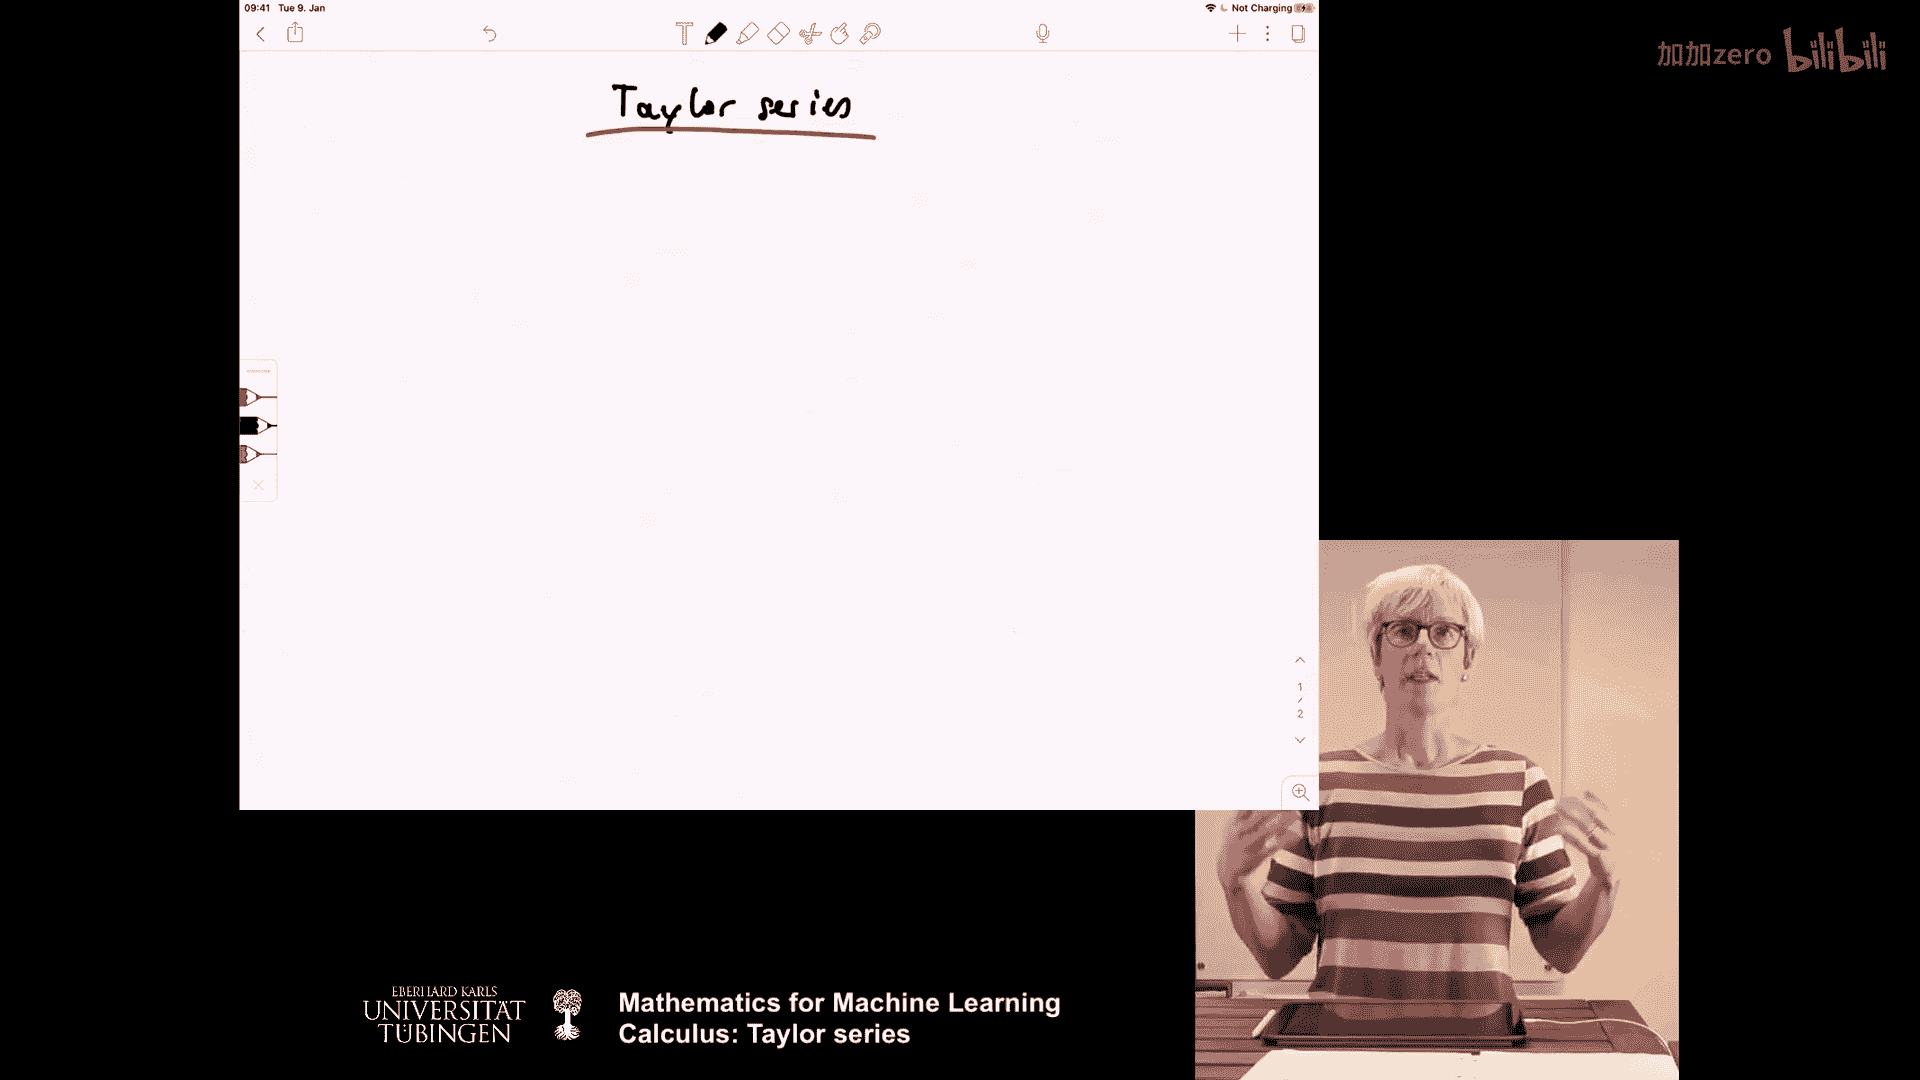 09:41 Tue 9. Jan
Not Charging
加加zero bilibili
T
Taylor series
1
/
2
EBERHARD KARLS
UNIVERSITÄT
TÜBINGEN
Mathematics for Machine Learning
Calculus: Taylor series